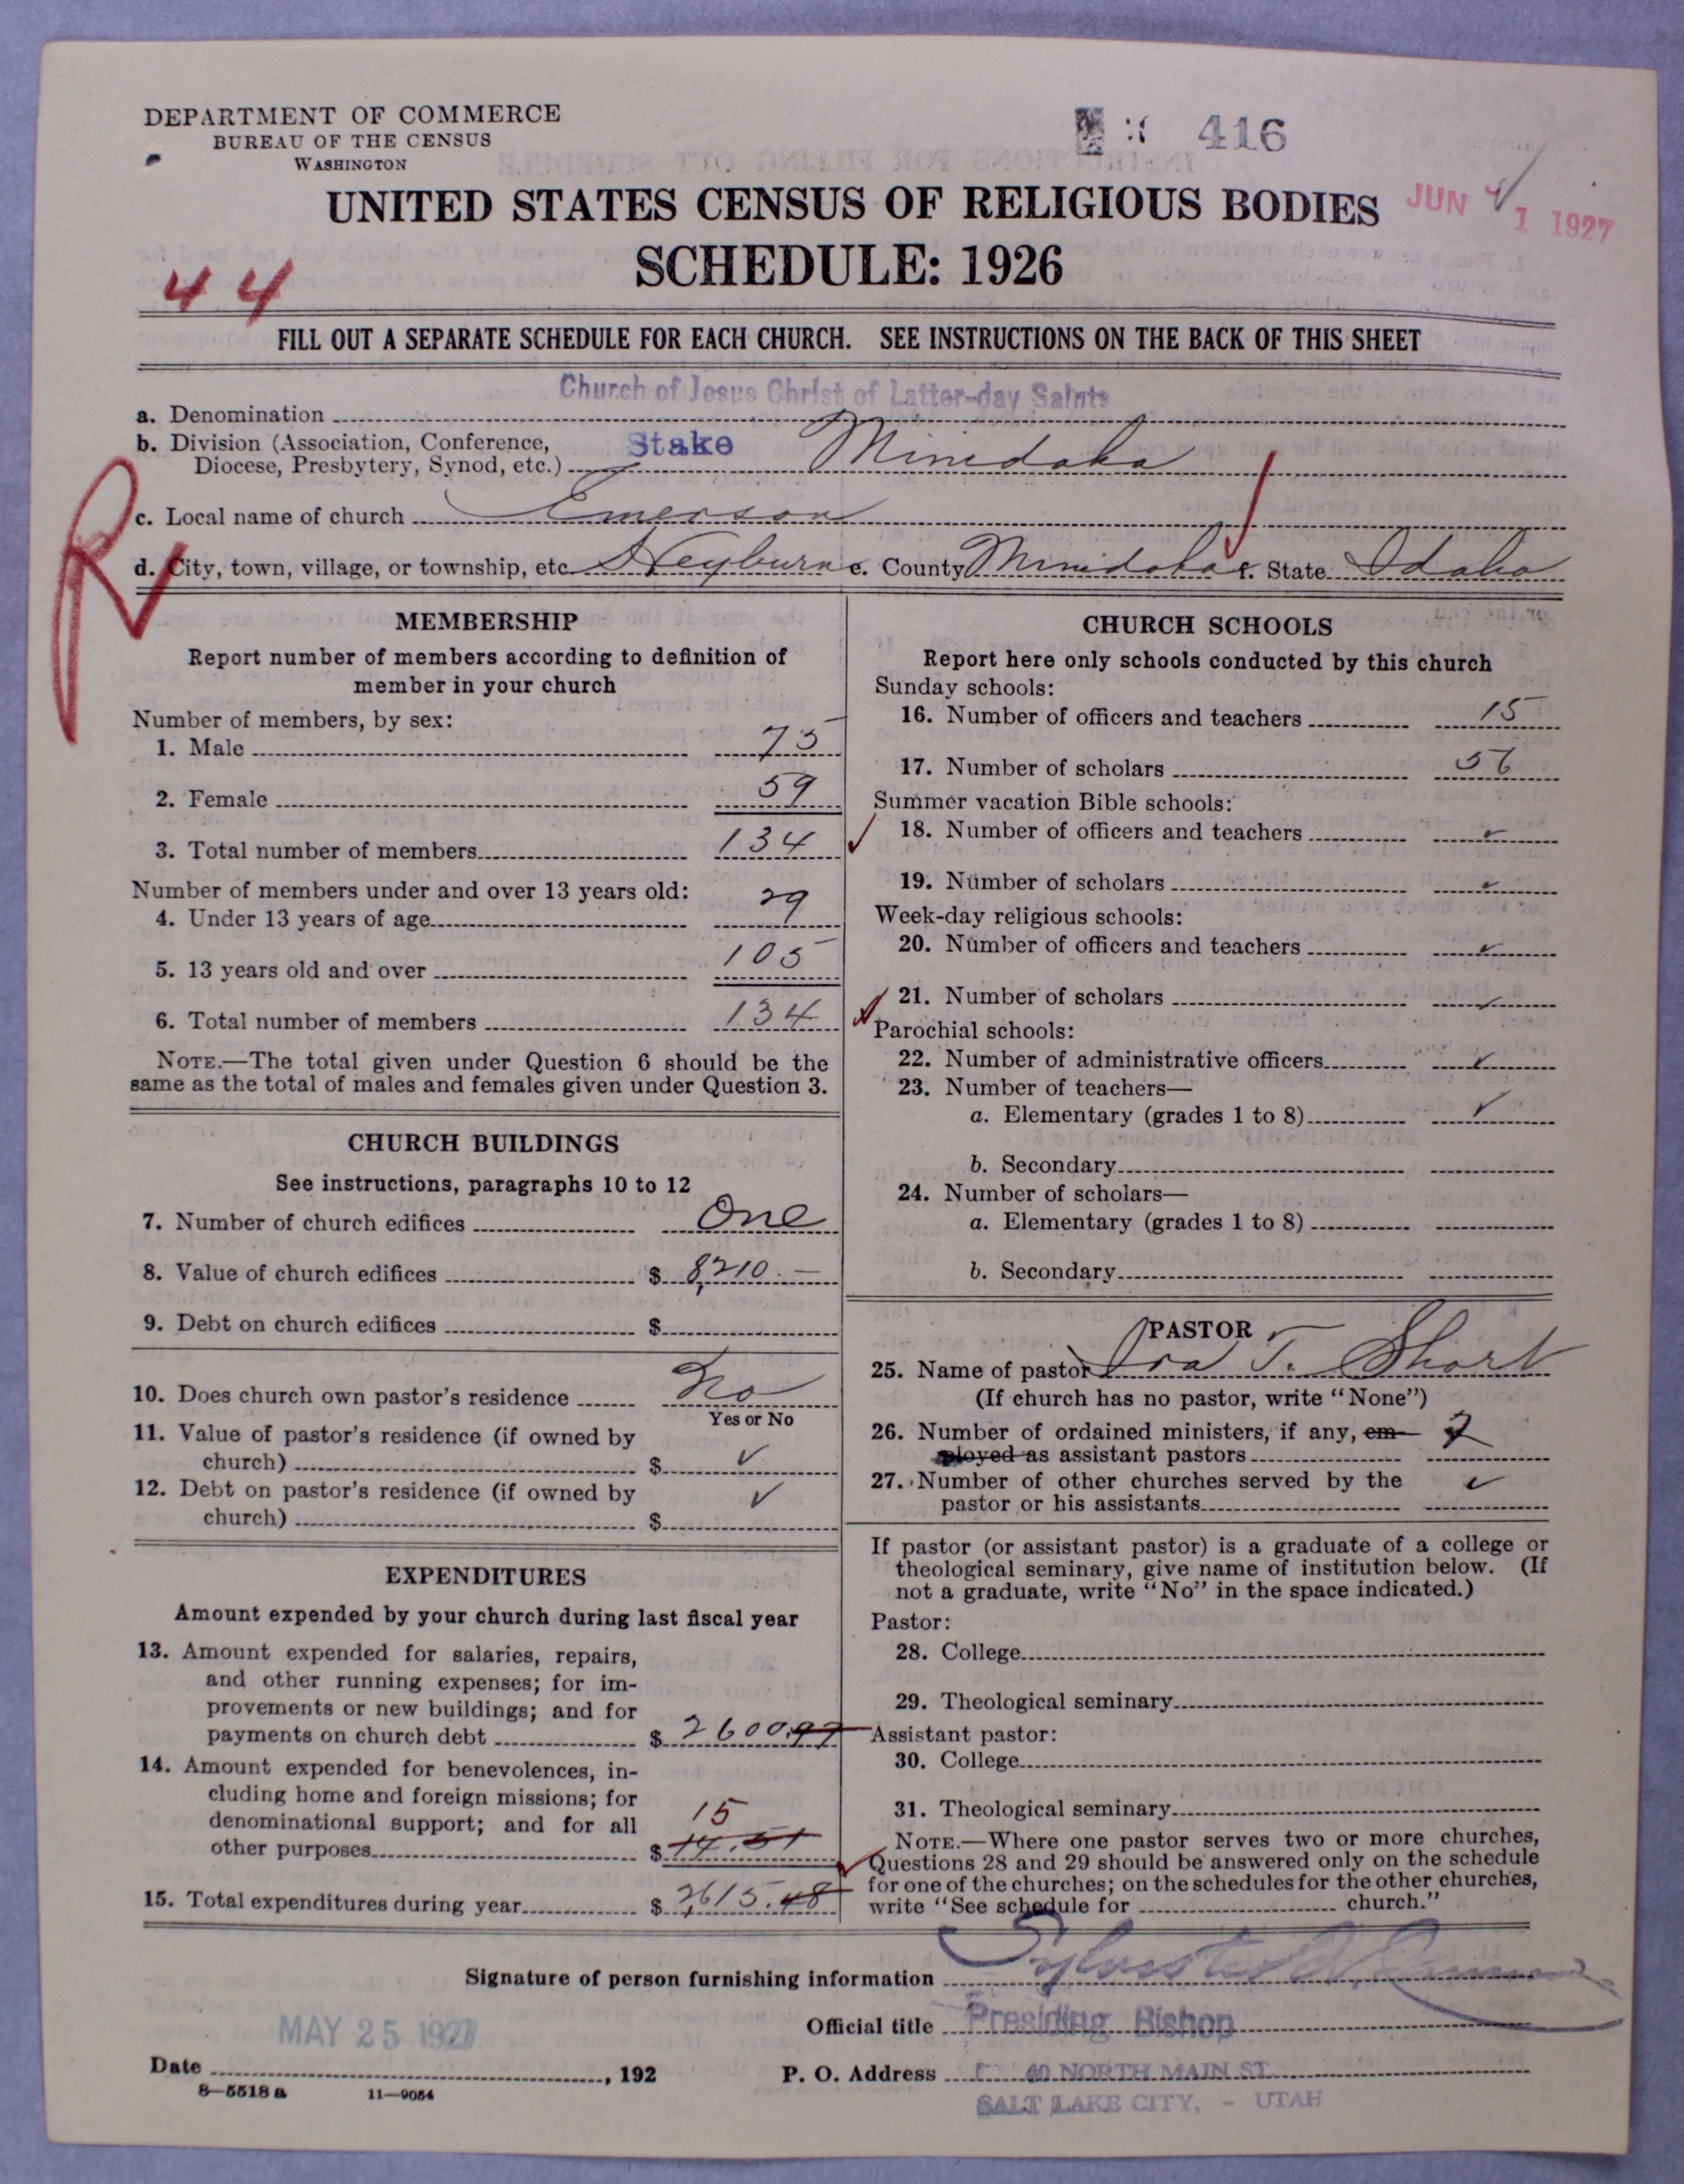 DEPARTMENT OF COMMERCE
BUREAU OF THE CENSUS
WASHINGTON
416
UNITED STATES CENSUS OF RELIGIOUS BODIES
JUN 1 1927
SCHEDULE: 1926
44
FILL OUT A SEPARATE SCHEDULE FOR EACH CHURCH. SEE INSTRUCTIONS ON THE BACK OF THIS SHEET
Church of Jesus Christ of Latter-day Saints
a. Denomination
b. Division (Association, Conference, Stake Minidoka
Diocese, Presbytery, Synod, etc.)
c. Local name of church Emerson
d. City, town, village, or township, etc. Heyburn e. County Minidoka f. State Idaho
MEMBERSHIP
Report number of members according to definition of
member in your church
Number of members, by sex:
1. Male 75
2. Female 59
3. Total number of members 134
Number of members under and over 13 years old:
4. Under 13 years of age 29
5. 13 years old and over 105
6. Total number of members 134
NOTE.—The total given under Question 6 should be the
same as the total of males and females given under Question 3.
CHURCH BUILDINGS
See instructions, paragraphs 10 to 12
7. Number of church edifices One
8. Value of church edifices $ 8,210.—
9. Debt on church edifices $
10. Does church own pastor's residence No
Yes or No
11. Value of pastor's residence (if owned by
church) $ ✓
12. Debt on pastor's residence (if owned by
church) $ ✓
EXPENDITURES
Amount expended by your church during last fiscal year
13. Amount expended for salaries, repairs,
and other running expenses; for im-
provements or new buildings; and for
payments on church debt $ 2600.97
14. Amount expended for benevolences, in-
cluding home and foreign missions; for
denominational support; and for all 15
other purposes $ 14.51
15. Total expenditures during year $ 2,615.48
CHURCH SCHOOLS
Report here only schools conducted by this church
Sunday schools:
16. Number of officers and teachers 15
17. Number of scholars 56
Summer vacation Bible schools:
18. Number of officers and teachers ✓
19. Number of scholars ✓
Week-day religious schools:
20. Number of officers and teachers ✓
21. Number of scholars ✓
Parochial schools:
22. Number of administrative officers ✓
23. Number of teachers—
a. Elementary (grades 1 to 8) ✓
b. Secondary
24. Number of scholars—
a. Elementary (grades 1 to 8)
b. Secondary
PASTOR
25. Name of pastor Ira T. Short
(If church has no pastor, write "None")
26. Number of ordained ministers, if any, em- 2
ployed as assistant pastors
27. Number of other churches served by the ✓
pastor or his assistants
If pastor (or assistant pastor) is a graduate of a college or
theological seminary, give name of institution below. (If
not a graduate, write "No" in the space indicated.)
Pastor:
28. College
29. Theological seminary
Assistant pastor:
30. College
31. Theological seminary
NOTE.—Where one pastor serves two or more churches,
Questions 28 and 29 should be answered only on the schedule
for one of the churches; on the schedules for the other churches,
write "See schedule for church."
Signature of person furnishing information Sylvester Q. Cannon
Official title Presiding Bishop
MAY 25 1927
Date , 192
P. O. Address 40 NORTH MAIN ST.
SALT LAKE CITY, - UTAH
8—5518a 11—9054